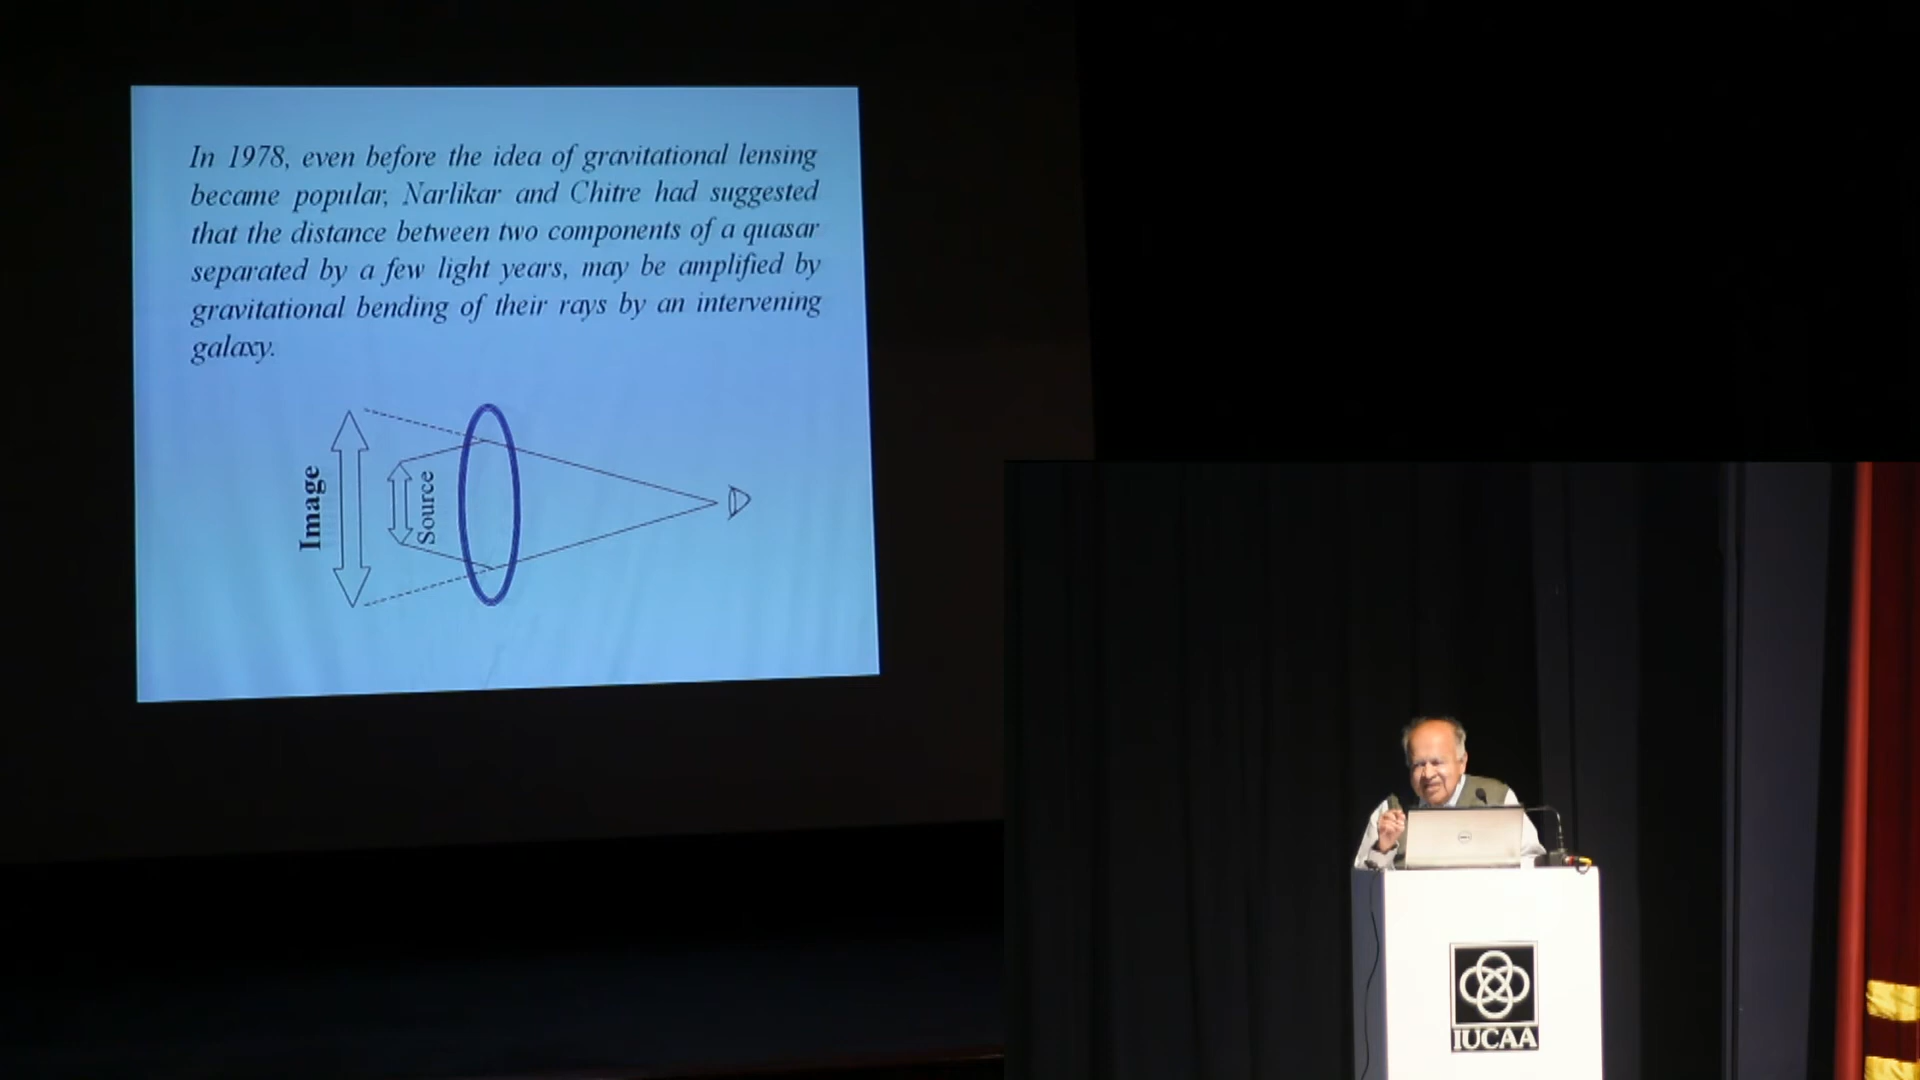 In 1978, even before the idea of gravitational lensing
became popular, Narlikar and Chitre had suggested
that the distance between two components of a quasar
separated by a few light years, may be amplified by
gravitational bending of their rays by an intervening
galaxy.
Image
Source
IUCAA